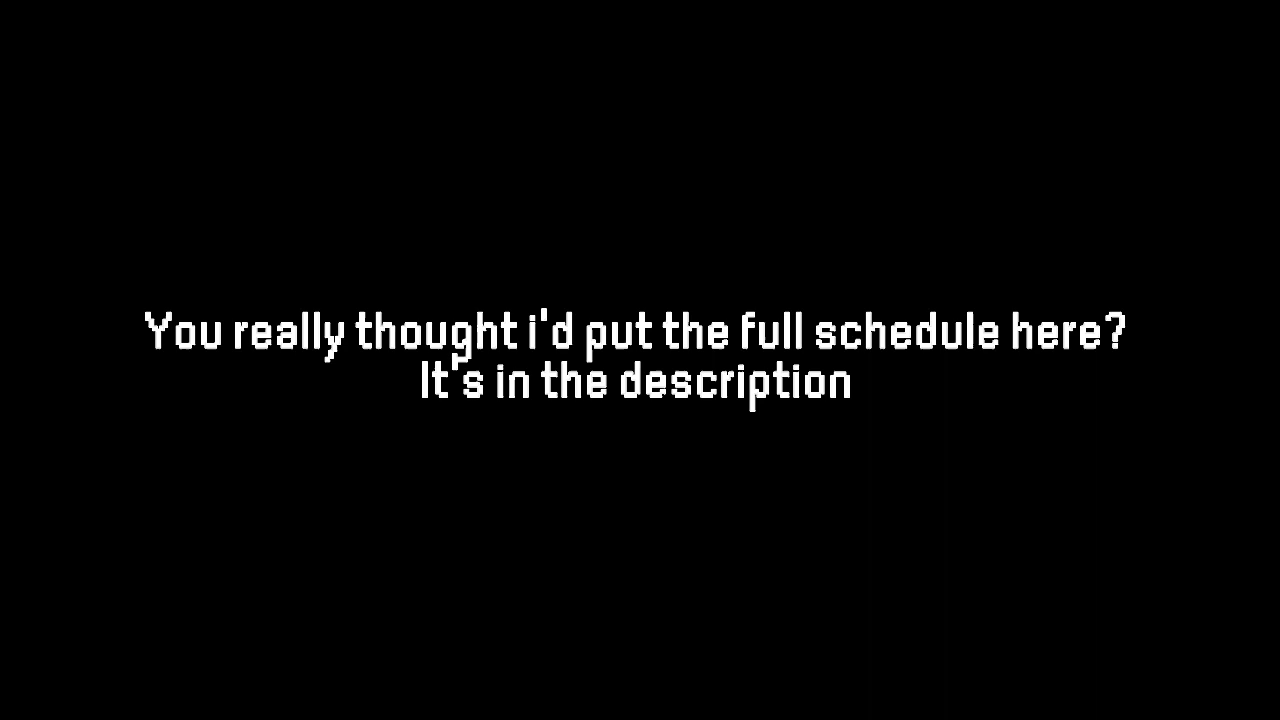 You really thought i'd put the full schedule here?
It's in the description